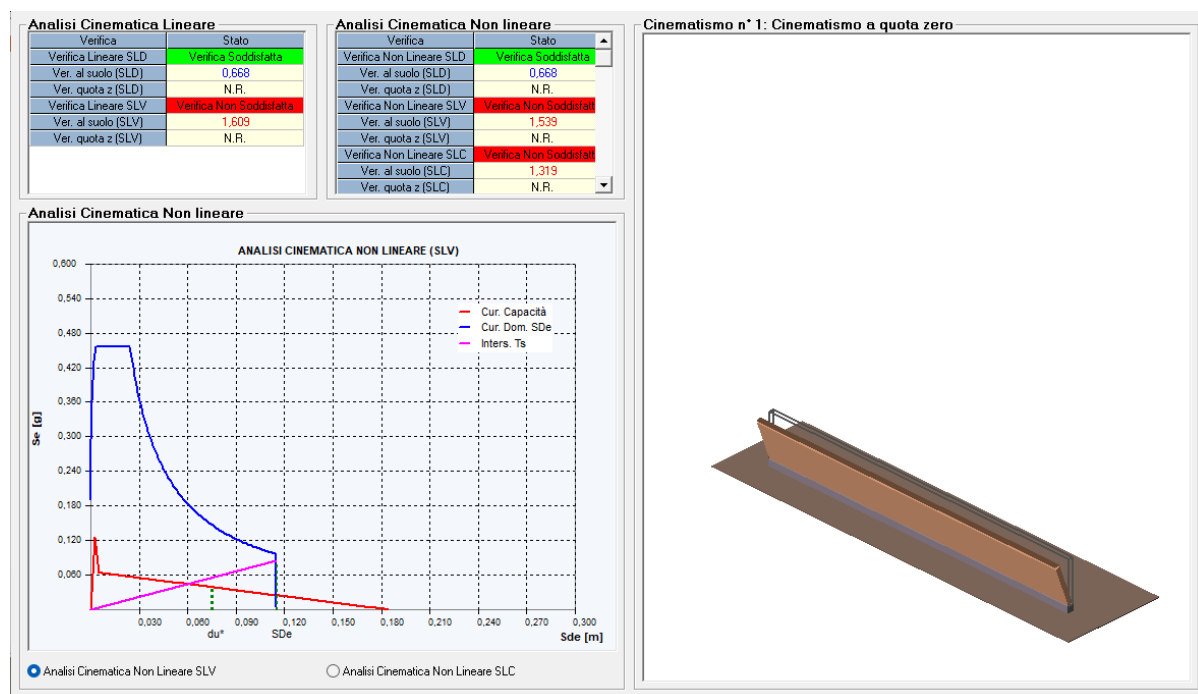 Analisi Cinematica Lineare
Verifica Stato
Verifica Lineare SLD Verifica Soddisfatta
Ver. al suolo (SLD) 0,668
Ver. quota z (SLD) N.R.
Verifica Lineare SLV Verifica Non Soddisfatta
Ver. al suolo (SLV) 1,609
Ver. quota z (SLV) N.R.
Analisi Cinematica Non lineare
Verifica Stato
Verifica Non Lineare SLD Verifica Soddisfatta
Ver. al suolo (SLD) 0,668
Ver. quota z (SLD) N.R.
Verifica Non Lineare SLV Verifica Non Soddisfatt
Ver. al suolo (SLV) 1,539
Ver. quota z (SLV) N.R.
Verifica Non Lineare SLC Verifica Non Soddisfatt
Ver. al suolo (SLC) 1,319
Ver. quota z (SLC) N.R.
Cinematismo n° 1: Cinematismo a quota zero
Analisi Cinematica Non lineare
ANALISI CINEMATICA NON LINEARE (SLV)
0,600
0,540
0,480
0,420
0,360
0,300
0,240
0,180
0,120
0,060
Se [g]
Cur. Capacità
Cur. Dom. SDe
Inters. Ts
0,030 0,060 0,090 0,120 0,150 0,180 0,210 0,240 0,270 0,300
du* SDe
Sde [m]
Analisi Cinematica Non Lineare SLV
Analisi Cinematica Non Lineare SLC